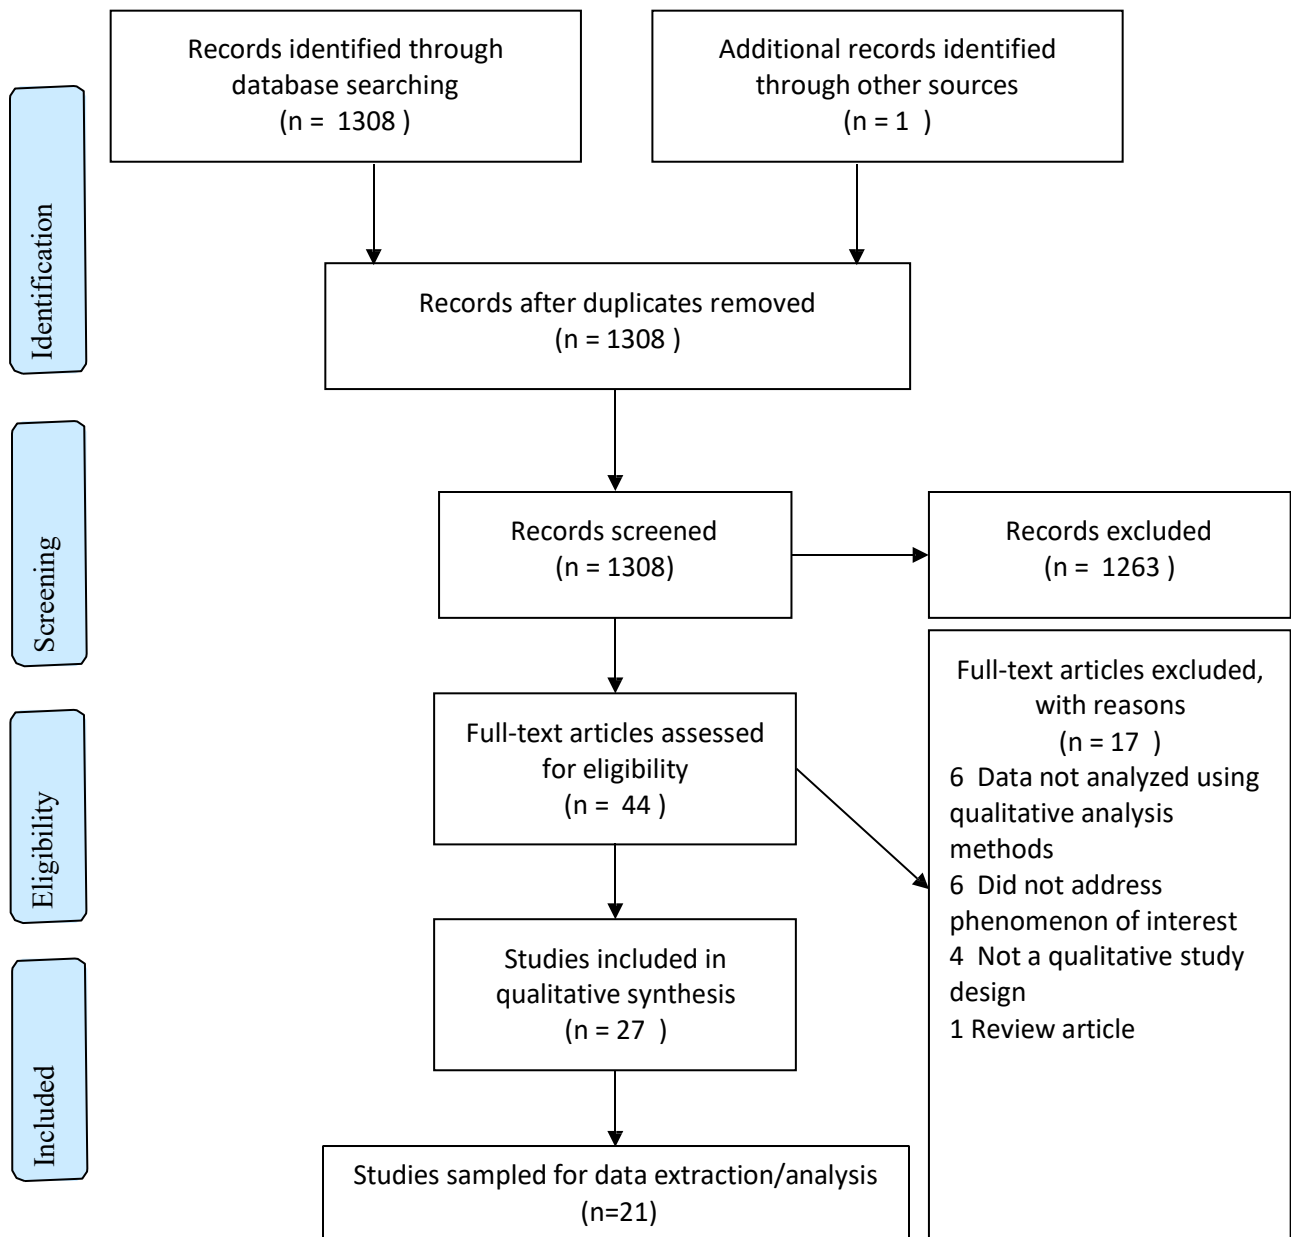 Records identified through
database searching
(n =  1308 )
Additional records identified
through other sources
(n = 1  )
Identification
Records after duplicates removed
(n = 1308 )
Screening
Records screened
(n = 1308)
Records excluded
(n =  1263 )
Eligibility
Full-text articles assessed
for eligibility
(n =  44 )
Full-text articles excluded,
with reasons
(n = 17  )
6  Data not analyzed using
qualitative analysis
methods
6  Did not address
phenomenon of interest
4  Not a qualitative study
design
1 Review article
Included
Studies included in
qualitative synthesis
(n = 27  )
Studies sampled for data extraction/analysis
(n=21)